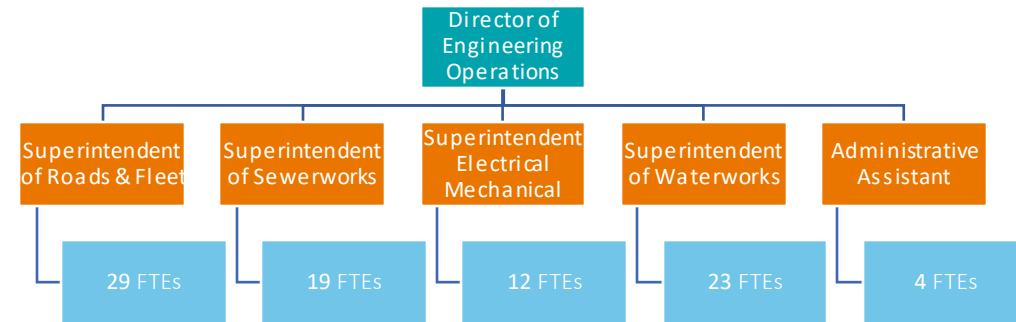 Director of
Engineering
Operations
Superintendent
of Roads & Fleet
Superintendent
of Sewerworks
Superintendent
Electrical
Mechanical
Superintendent
of Waterworks
Administrative
Assistant
29 FTEs
19 FTEs
12 FTEs
23 FTEs
4 FTEs